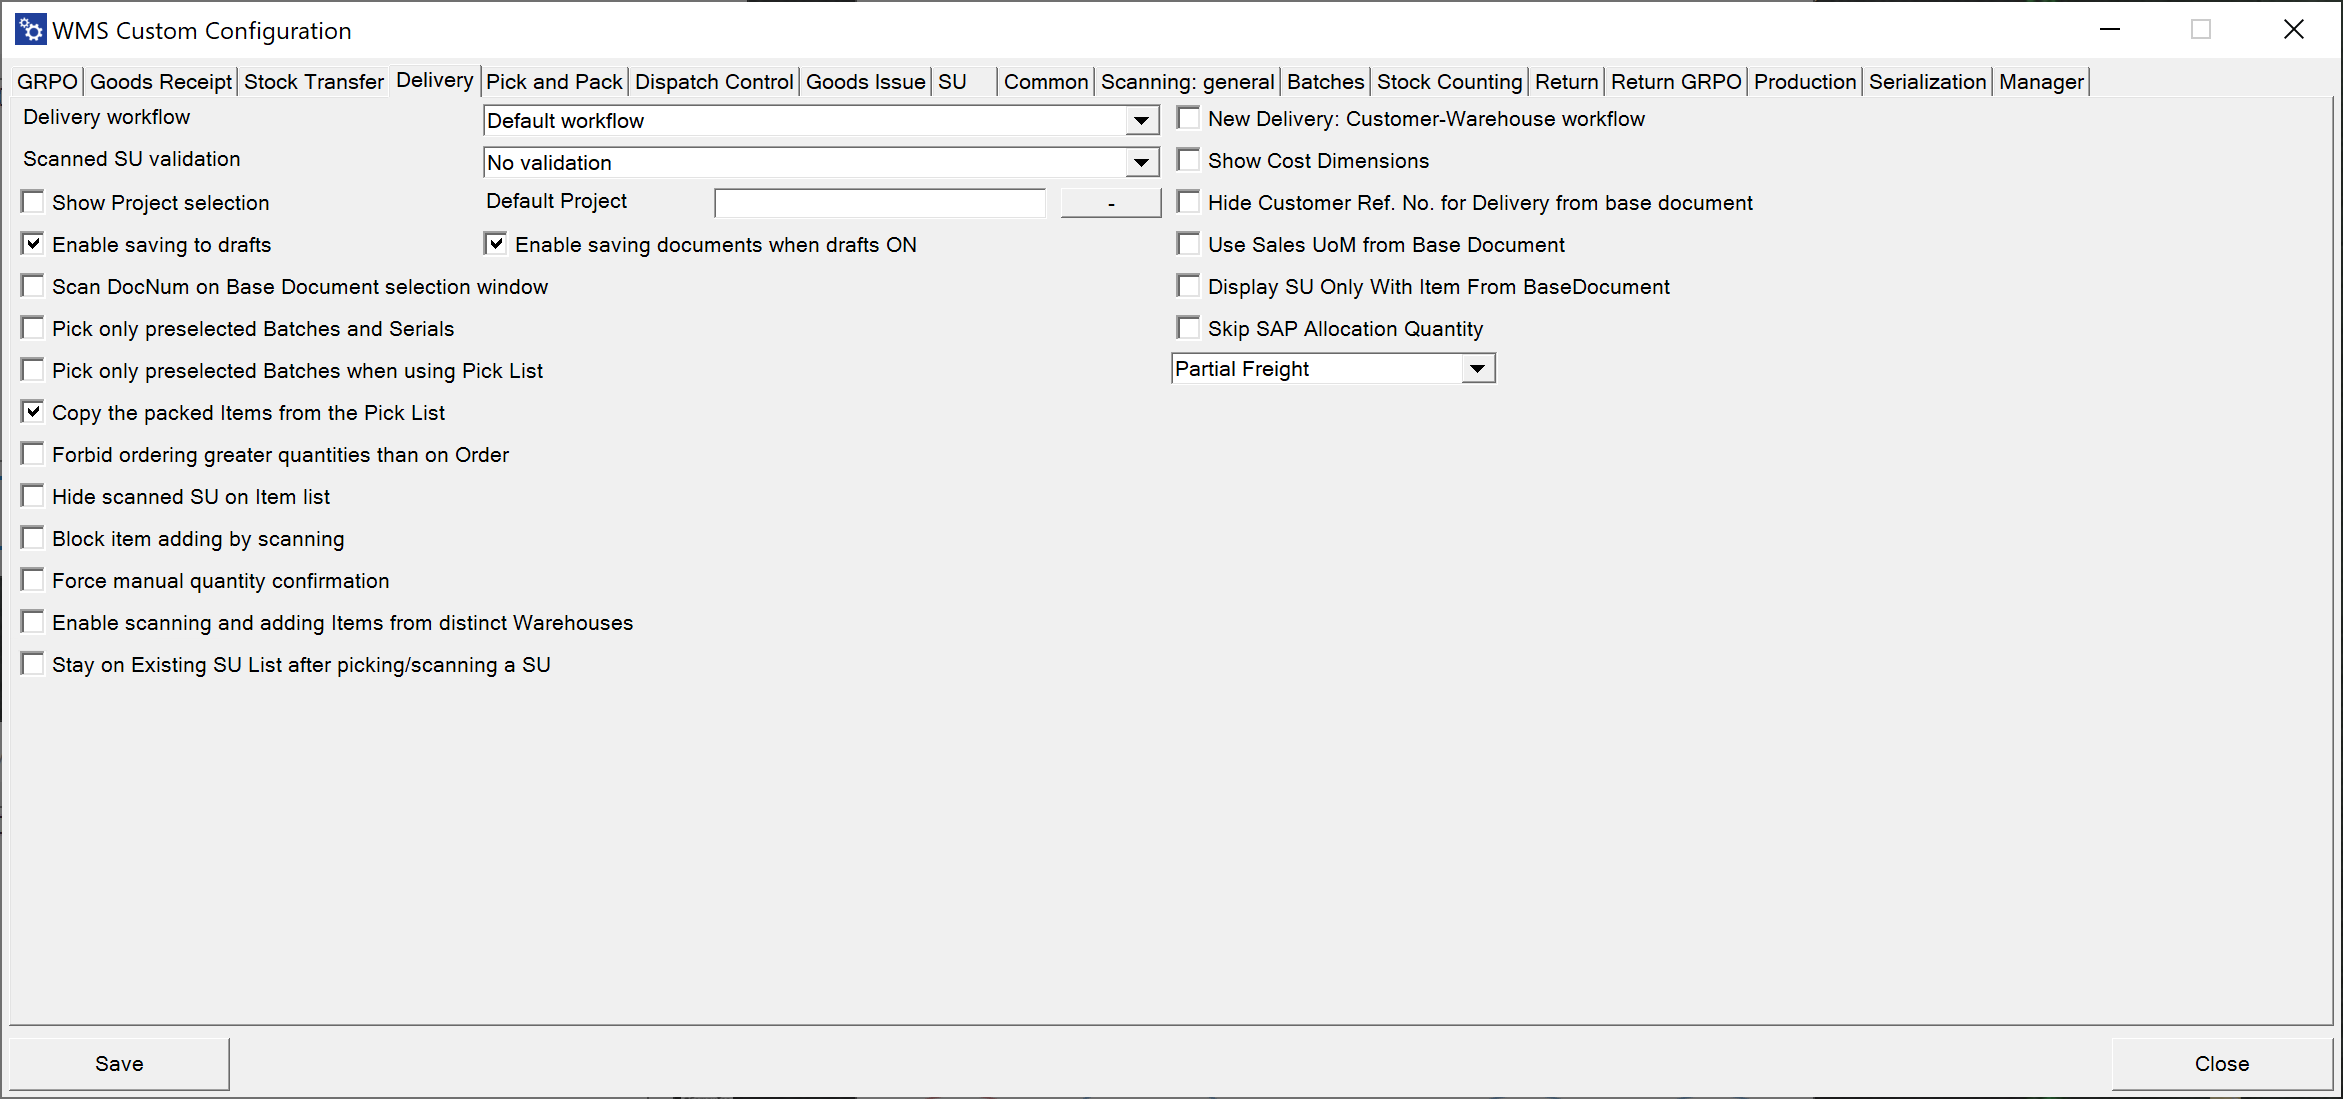 WMS Custom Configuration
GRPO Goods Receipt Stock Transfer Delivery Pick and Pack Dispatch Control Goods Issue SU Common Scanning: general Batches Stock Counting Return Return GRPO Production Serialization Manager
Delivery workflow Default workflow
Scanned SU validation No validation
Show Project selection Default Project -
Enable saving to drafts Enable saving documents when drafts ON
Scan DocNum on Base Document selection window
Pick only preselected Batches and Serials
Pick only preselected Batches when using Pick List
Copy the packed Items from the Pick List
Forbid ordering greater quantities than on Order
Hide scanned SU on Item list
Block item adding by scanning
Force manual quantity confirmation
Enable scanning and adding Items from distinct Warehouses
Stay on Existing SU List after picking/scanning a SU
New Delivery: Customer-Warehouse workflow
Show Cost Dimensions
Hide Customer Ref. No. for Delivery from base document
Use Sales UoM from Base Document
Display SU Only With Item From BaseDocument
Skip SAP Allocation Quantity
Partial Freight
Save Close